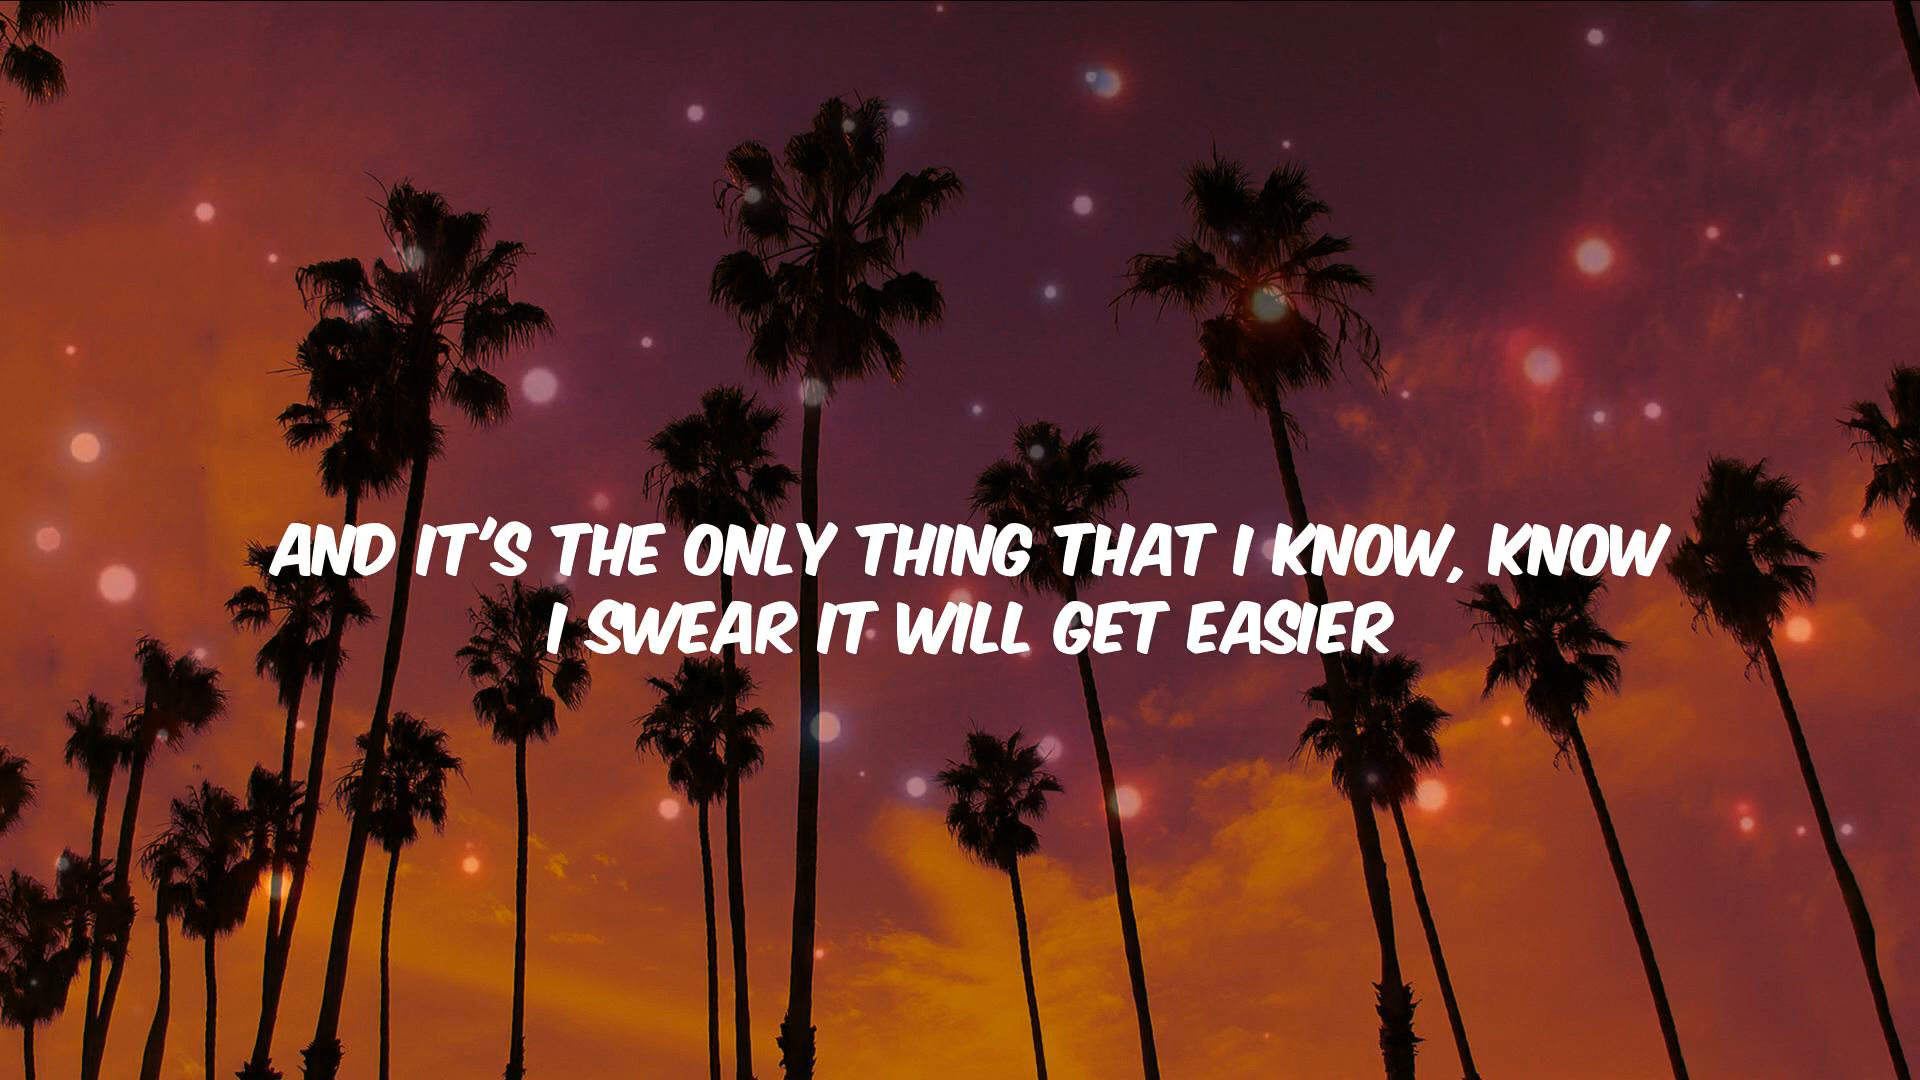 AND IT'S THE ONLY THING THAT I KNOW, KNOW
I SWEAR IT WILL GET EASIER